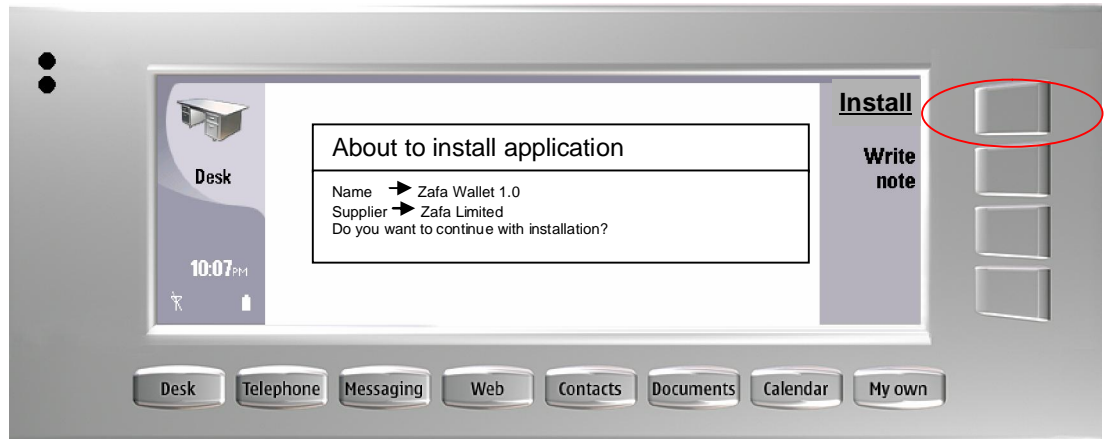 Desk
10:07PM
About to install application
Name Zafa Wallet 1.0
Supplier Zafa Limited
Do you want to continue with installation?
Install
Write
note
Desk Telephone Messaging Web Contacts Documents Calendar My own